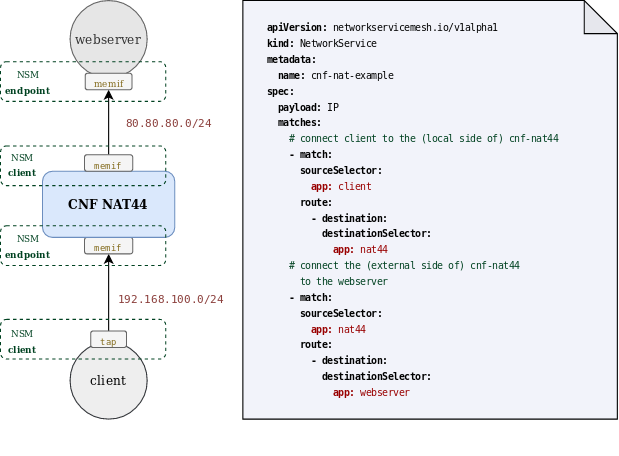 webserver
NSM
endpoint
memif
80.80.80.0/24
NSM
client
memif
CNF NAT44
NSM
endpoint
memif
192.168.100.0/24
NSM
client
tap
client
apiVersion: networkservicemesh.io/v1alpha1
kind: NetworkService
metadata:
name: cnf-nat-example
spec:
payload: IP
matches:
# connect client to the (local side of) cnf-nat44
- match:
sourceSelector:
app: client
route:
- destination:
destinationSelector:
app: nat44
# connect the (external side of) cnf-nat44
to the webserver
- match:
sourceSelector:
app: nat44
route:
- destination:
destinationSelector:
app: webserver